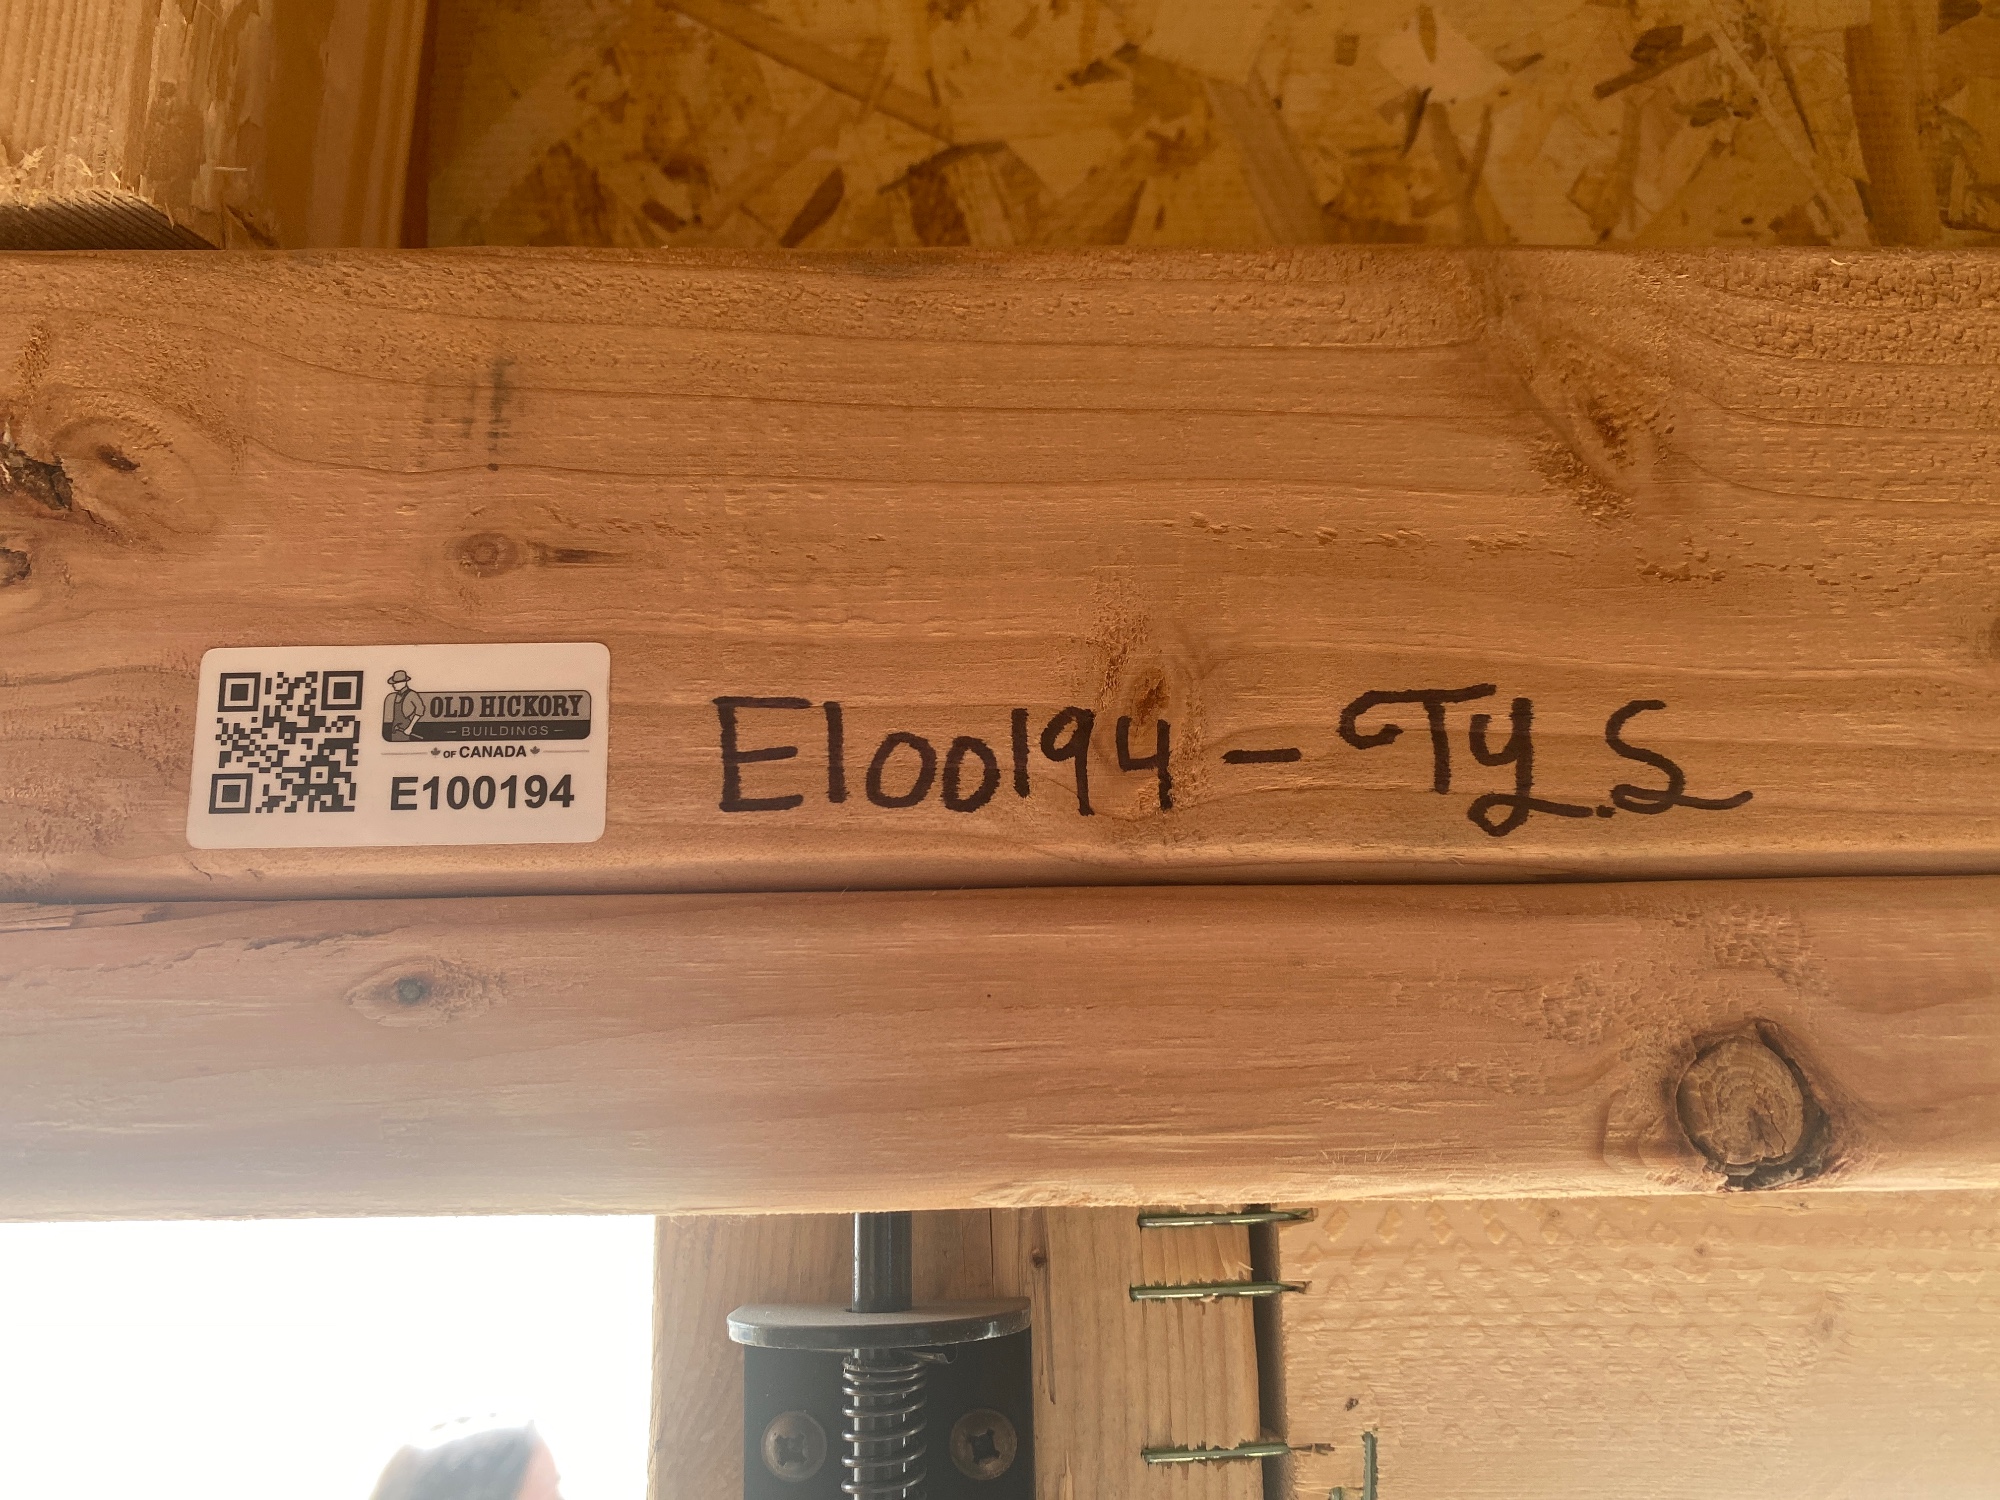 OLD HICKORY
BUILDINGS
OF CANADA
E100194
E100194 - Ty.S